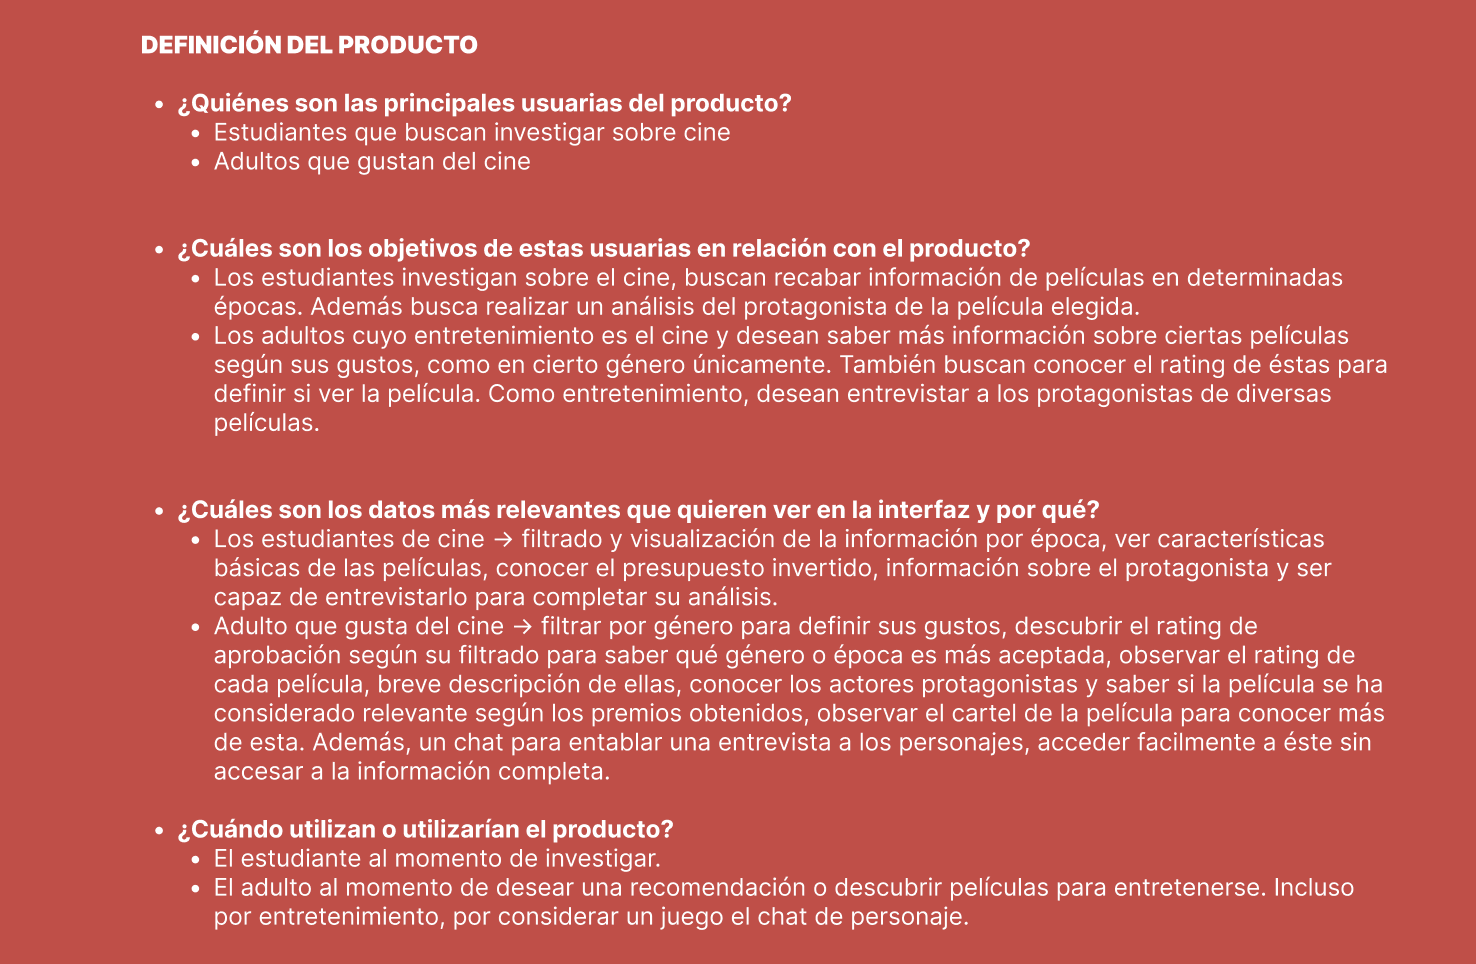 DEFINICIÓN DEL PRODUCTO
• ¿Quiénes son las principales usuarias del producto?
• Estudiantes que buscan investigar sobre cine
• Adultos que gustan del cine
• ¿Cuáles son los objetivos de estas usuarias en relación con el producto?
• Los estudiantes investigan sobre el cine, buscan recabar información de películas en determinadas
épocas. Además busca realizar un análisis del protagonista de la película elegida.
• Los adultos cuyo entretenimiento es el cine y desean saber más información sobre ciertas películas
según sus gustos, como en cierto género únicamente. También buscan conocer el rating de éstas para
definir si ver la película. Como entretenimiento, desean entrevistar a los protagonistas de diversas
películas.
• ¿Cuáles son los datos más relevantes que quieren ver en la interfaz y por qué?
• Los estudiantes de cine → filtrado y visualización de la información por época, ver características
básicas de las películas, conocer el presupuesto invertido, información sobre el protagonista y ser
capaz de entrevistarlo para completar su análisis.
• Adulto que gusta del cine → filtrar por género para definir sus gustos, descubrir el rating de
aprobación según su filtrado para saber qué género o época es más aceptada, observar el rating de
cada película, breve descripción de ellas, conocer los actores protagonistas y saber si la película se ha
considerado relevante según los premios obtenidos, observar el cartel de la película para conocer más
de esta. Además, un chat para entablar una entrevista a los personajes, acceder facilmente a éste sin
accesar a la información completa.
• ¿Cuándo utilizan o utilizarían el producto?
• El estudiante al momento de investigar.
• El adulto al momento de desear una recomendación o descubrir películas para entretenerse. Incluso
por entretenimiento, por considerar un juego el chat de personaje.